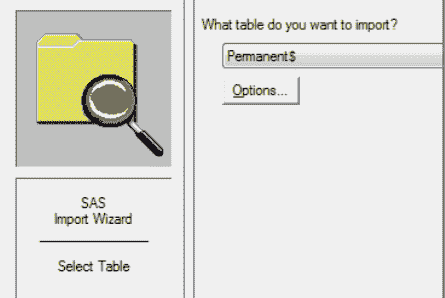 What table do you want to import?
Permanent$
Options...
SAS
Import Wizard
Select Table